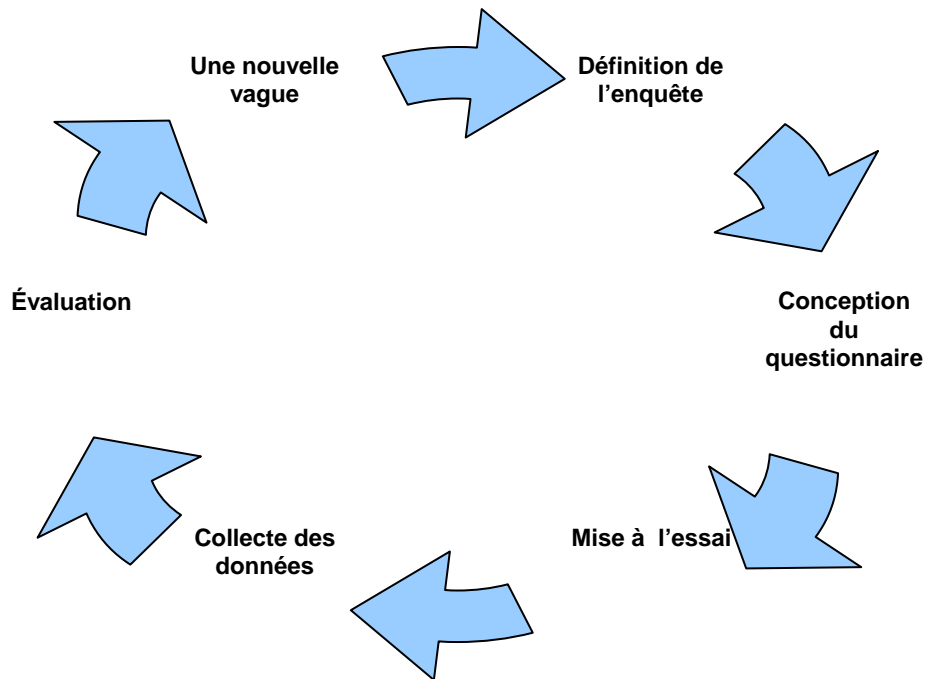 Une nouvelle
vague
Définition de
l'enquête
Conception
du
questionnaire
Mise à  l'essai
Collecte des
données
Évaluation